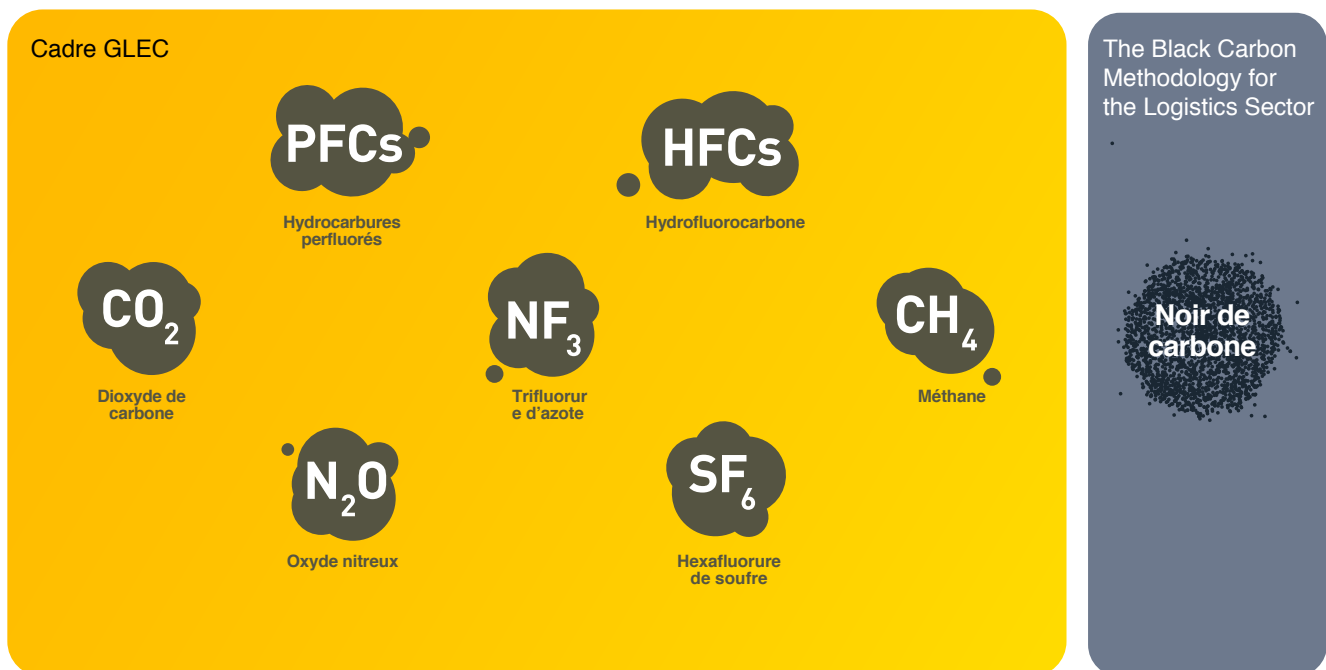 Cadre GLEC
PFCs
Hydrocarbures
perfluorés
HFCs
Hydrofluorocarbone
CO₂
Dioxyde de
carbone
NF₃
Trifluorur
e d'azote
CH₄
Méthane
N₂O
Oxyde nitreux
SF₆
Hexafluorure
de soufre
The Black Carbon
Methodology for
the Logistics Sector
Noir de
carbone